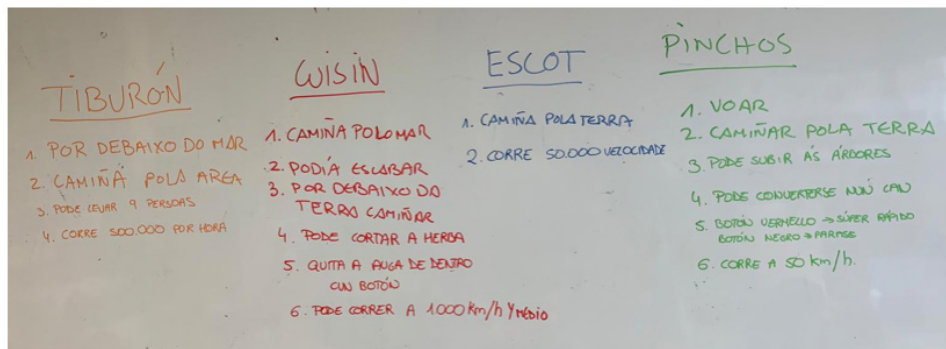 TIBURÓN
1. POR DEBAIXO DO MAR
2. CAMIÑA POLA AREA
3. PODE LEVAR 9 PERSOAS
4. CORRE 500.000 POR HORA
WISIN
1. CAMIÑA POLO MAR
2. PODÍA ESCABAR
3. POR DEBAIXO DA
TERRA CAMIÑAR
4. PODE CORTAR A HERBA
5. QUITA A AUGA DE DENTRO
CUN BOTÓN
6. PODE CORRER A 1000 Km/h Y MEDIO
ESCOT
1. CAMIÑA POLA TERRA
2. CORRE 50.000 VELOCIDADE
PINCHOS
1. VOAR
2. CAMIÑAR POLA TERRA
3. PODE SUBIR ÁS ÁRBORES
4. PODE CONVERTERSE NUN CAN
5. BOTÓN VERMELLO → SÚPER RÁPIDO
BOTÓN NEGRO → PARASE
6. CORRE A 50 km/h.